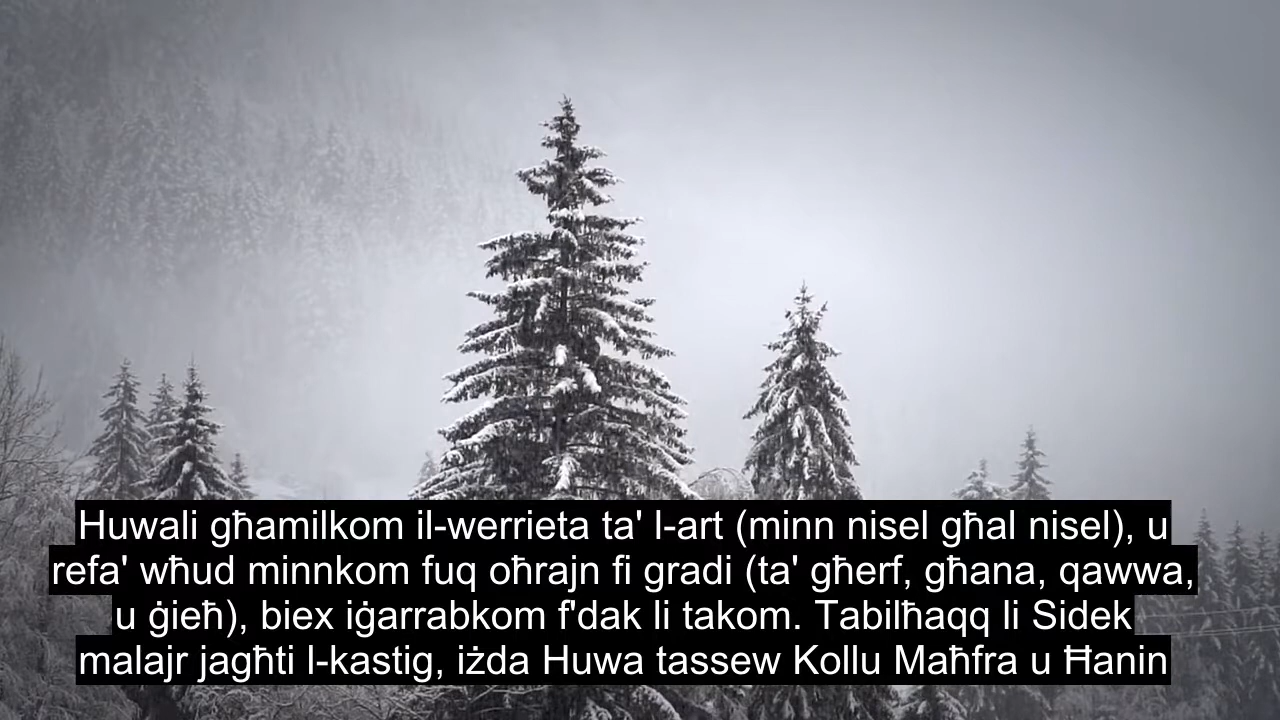 Huwali għamilkom il-werrieta ta' l-art (minn nisel għal nisel), u
refa' wħud minnkom fuq oħrajn fi gradi (ta' għerf, għana, qawwa,
u ġieħ), biex iġarrabkom f'dak li takom. Tabilħaqq li Sidek
malajr jagħti l-kastig, iżda Huwa tassew Kollu Maħfra u Ħanin